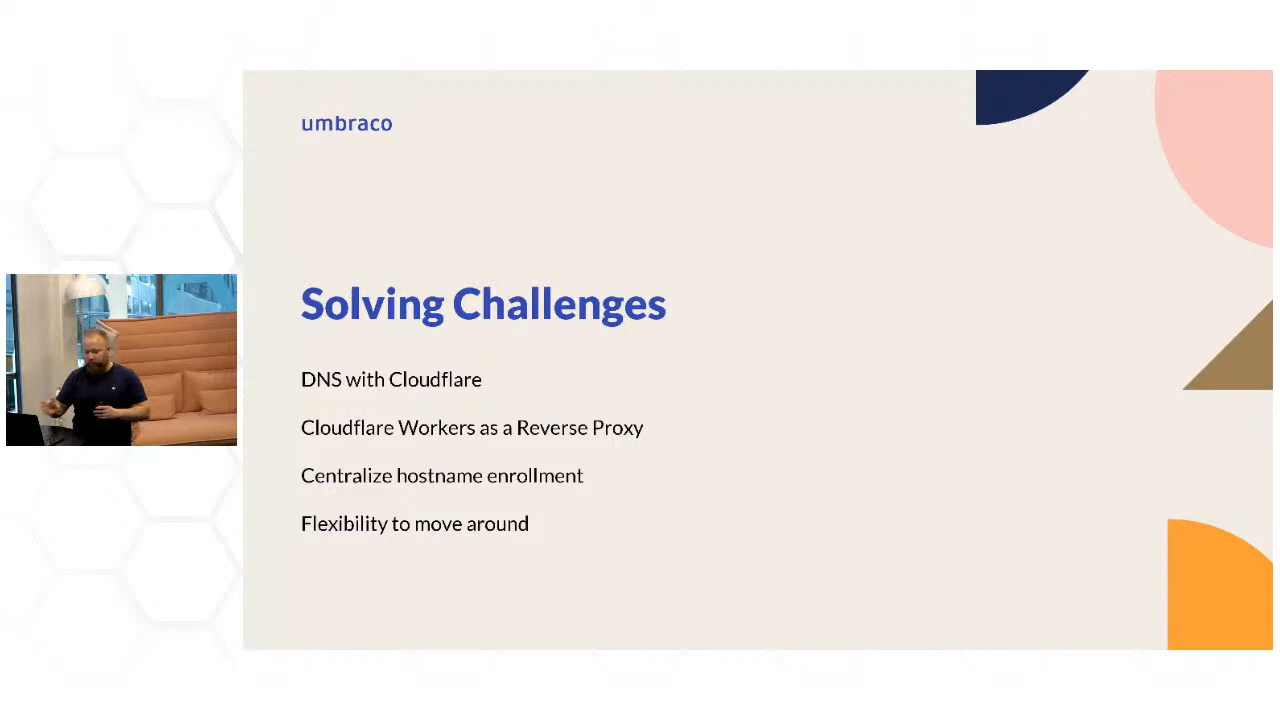 umbraco
Solving Challenges
DNS with Cloudflare
Cloudflare Workers as a Reverse Proxy
Centralize hostname enrollment
Flexibility to move around